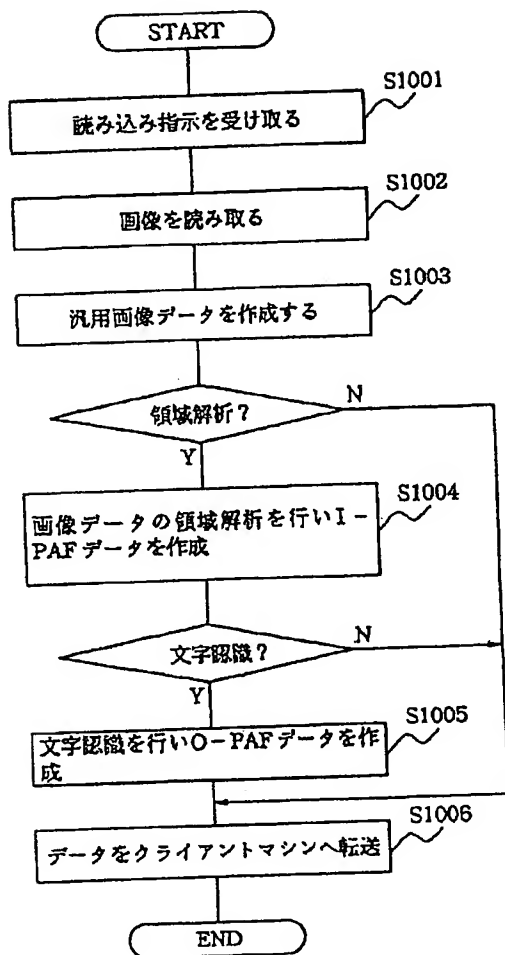 START
S1001
読み込み指示を受け取る
S1002
画像を読み取る
S1003
汎用画像データを作成する
領域解析?
N
Y
S1004
画像データの領域解析を行いI-
PAFデータを作成
文字認識?
N
Y
S1005
文字認識を行いO-PAFデータを作
成
S1006
データをクライアントマシンへ転送
END